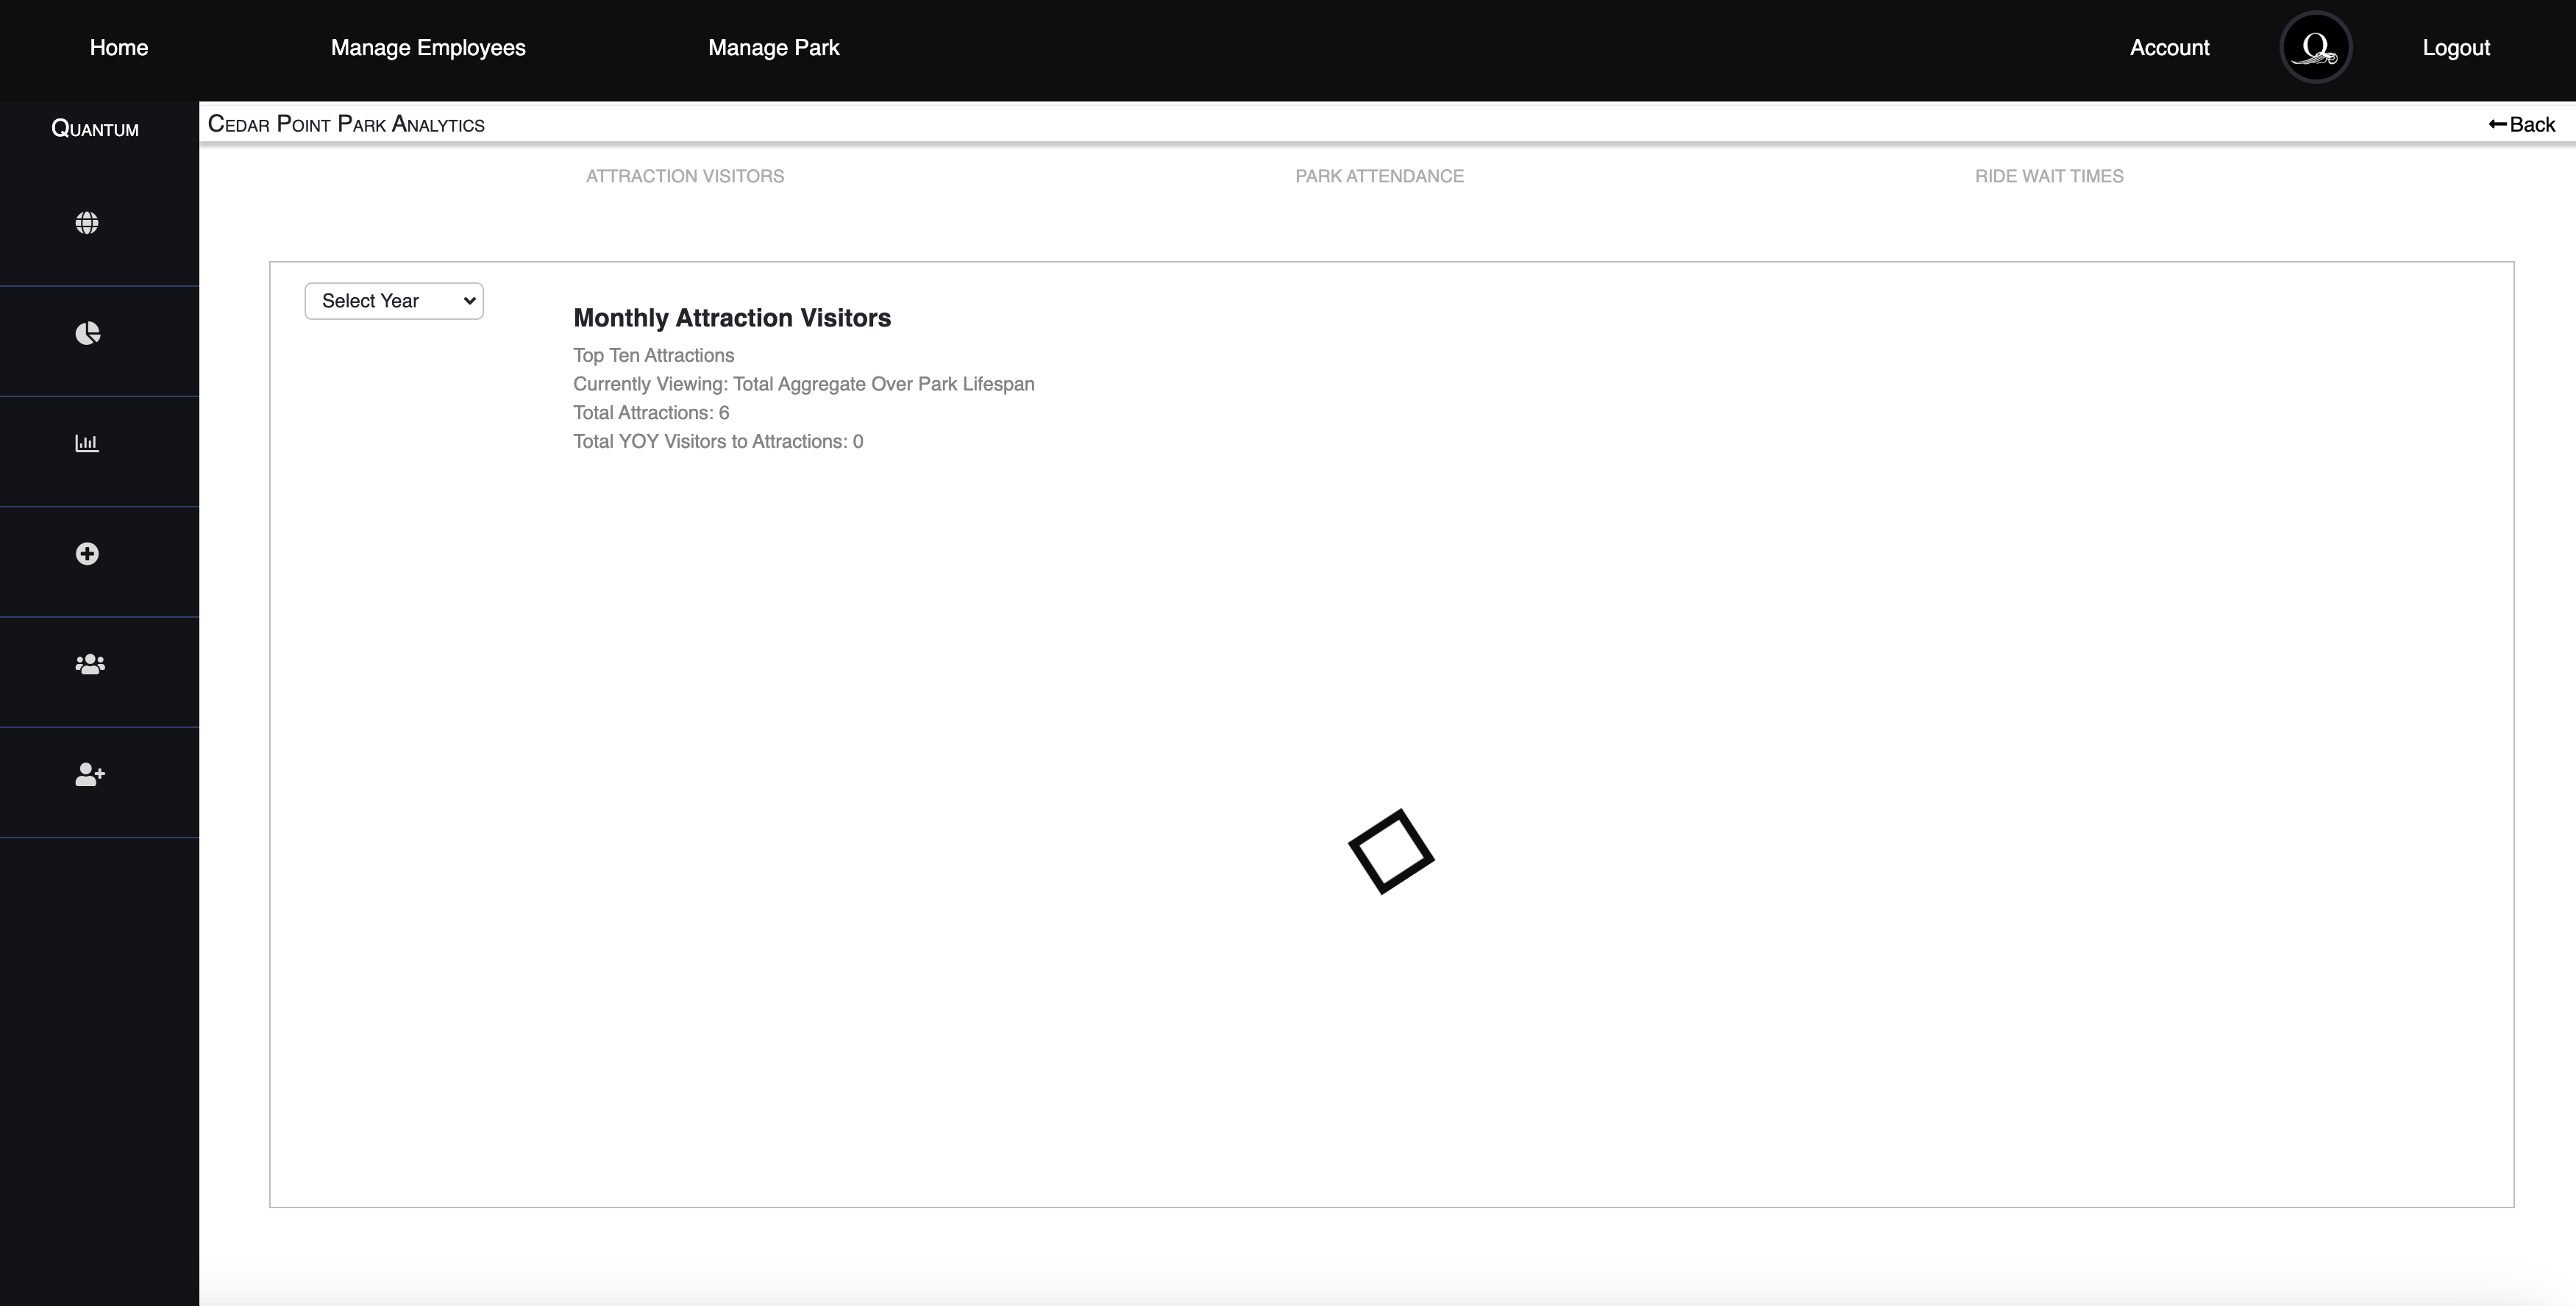 Home
Manage Employees
Manage Park
Account
Q
Logout
Quantum
Cedar Point Park Analytics
Back
ATTRACTION VISITORS
PARK ATTENDANCE
RIDE WAIT TIMES
Select Year
Monthly Attraction Visitors
Top Ten Attractions
Currently Viewing: Total Aggregate Over Park Lifespan
Total Attractions: 6
Total YOY Visitors to Attractions: 0